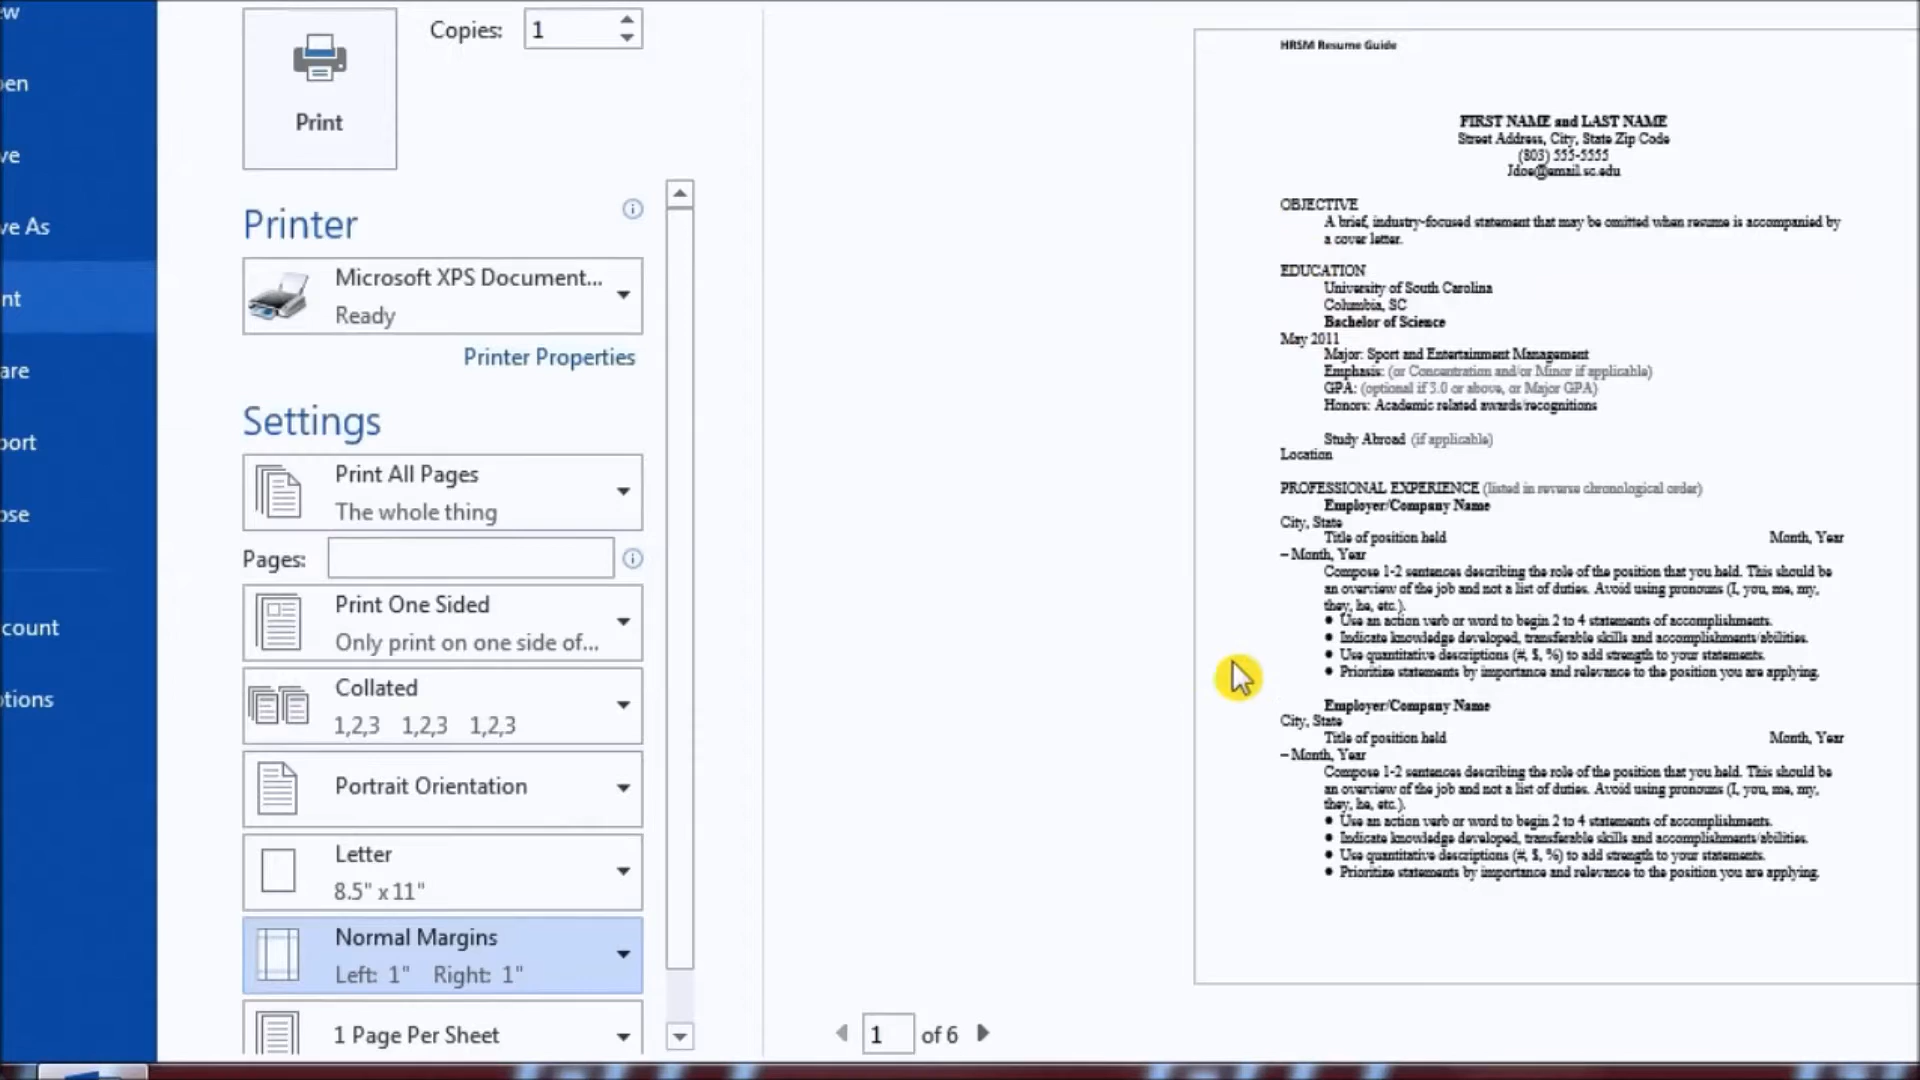 ew
pen
ve
ve As
nt
are
port
ose
count
ptions
Print
Copies:
1
Printer
Microsoft XPS Document...
Ready
Printer Properties
Settings
Print All Pages
The whole thing
Pages:
Print One Sided
Only print on one side of...
Collated
1,2,3 1,2,3 1,2,3
Portrait Orientation
Letter
8.5" x 11"
Normal Margins
Left: 1" Right: 1"
1 Page Per Sheet
1 of 6
HRSM Resume Guide
FIRST NAME and LAST NAME
Street Address, City, State Zip Code
(803) 555-5555
Jdoe@email.sc.edu
OBJECTIVE
A brief, industry-focused statement that may be omitted when resume is accompanied by
a cover letter.
EDUCATION
University of South Carolina
Columbia, SC
Bachelor of Science
May 2011
Major: Sport and Entertainment Management
Emphasis: (or Concentration and/or Minor if applicable)
GPA: (optional if 3.0 or above, or Major GPA)
Honors: Academic related awards/recognitions
Study Abroad (if applicable)
Location
PROFESSIONAL EXPERIENCE (listed in reverse chronological order)
Employer/Company Name
City, State
Title of position held Month, Year
– Month, Year
Compose 1-2 sentences describing the role of the position that you held. This should be
an overview of the job and not a list of duties. Avoid using pronouns (I, you, me, my,
they, he, etc.).
● Use an action verb or word to begin 2 to 4 statements of accomplishments.
● Indicate knowledge developed, transferable skills and accomplishments/abilities.
● Use quantitative descriptions (#, $, %) to add strength to your statements.
● Prioritize statements by importance and relevance to the position you are applying.
Employer/Company Name
City, State
Title of position held Month, Year
– Month, Year
Compose 1-2 sentences describing the role of the position that you held. This should be
an overview of the job and not a list of duties. Avoid using pronouns (I, you, me, my,
they, he, etc.).
● Use an action verb or word to begin 2 to 4 statements of accomplishments.
● Indicate knowledge developed, transferable skills and accomplishments/abilities.
● Use quantitative descriptions (#, $, %) to add strength to your statements.
● Prioritize statements by importance and relevance to the position you are applying.